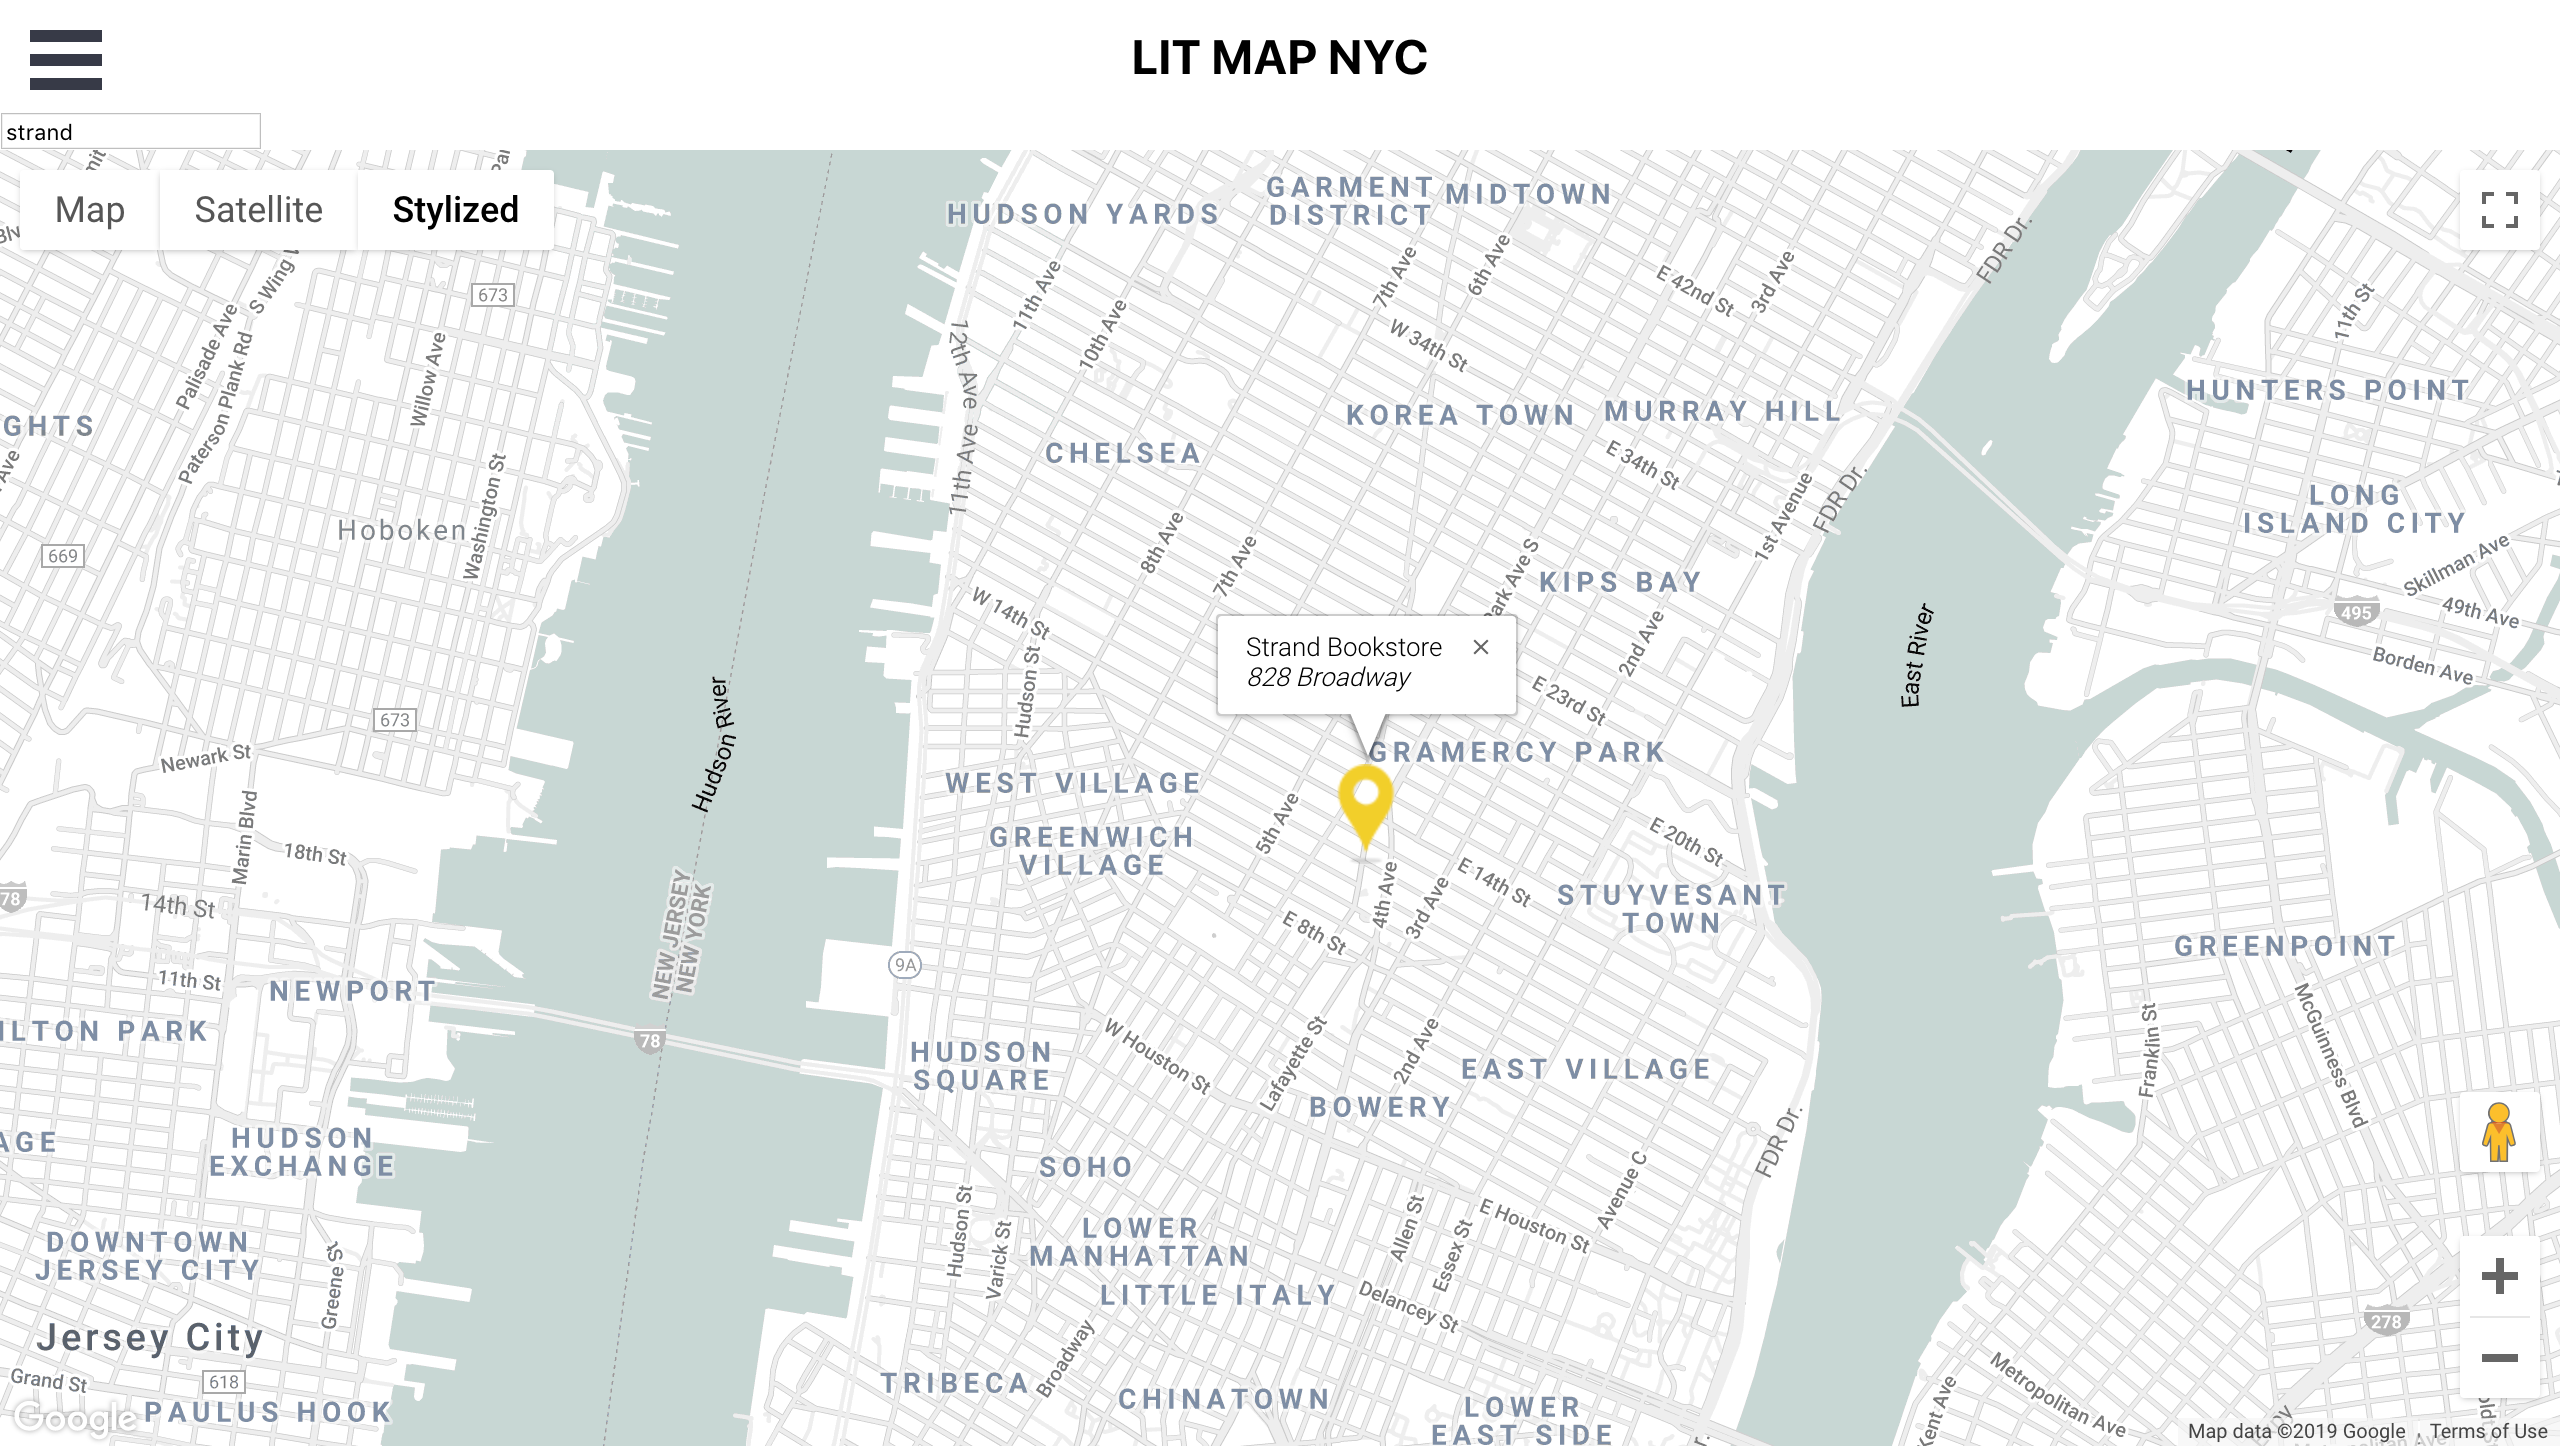 LIT MAP NYC
strand
Map
Satellite
Stylized
HUDSON YARDS
GARMENT
DISTRICT
MIDTOWN
FDR Dr.
673
S Wing
11th Ave
7th Ave
6th Ave
E 42nd St
3rd Ave
11th St
Palisade Ave
Paterson Plank Rd
Willow Ave
12th Ave
10th Ave
W 34th St
HUNTERS POINT
GHTS
Ave
KOREA TOWN
MURRAY HILL
CHELSEA
11th Ave
E 34th St
FDR Dr.
1st Avenue
LONG
ISLAND CITY
Hoboken
Washington St
669
8th Ave
7th Ave
Park Ave S
KIPS BAY
Skillman Ave
495
49th Ave
W 14th St
Hudson St
Strand Bookstore
828 Broadway
2nd Ave
East River
Borden Ave
E 23rd St
673
Newark St
Hudson River
GRAMERCY PARK
WEST VILLAGE
Marin Blvd
18th St
GREENWICH
VILLAGE
5th Ave
E 20th St
78
14th St
NEW JERSEY
NEW YORK
E 8th St
4th Ave
3rd Ave
E 14th St
STUYVESANT
TOWN
11th St
NEWPORT
9A
GREENPOINT
ILTON PARK
78
HUDSON
SQUARE
W Houston St
Lafayette St
2nd Ave
EAST VILLAGE
Franklin St
McGuinness Blvd
BOWERY
AGE
HUDSON
EXCHANGE
SOHO
FDR Dr.
Hudson St
Varick St
LOWER
MANHATTAN
Allen St
Essex St
E Houston St
Avenue C
DOWNTOWN
JERSEY CITY
Greene St
LITTLE ITALY
Delancey St
278
Jersey City
Grand St
618
TRIBECA
Broadway
CHINATOWN
Metropolitan Ave
Kent Ave
Google
PAULUS HOOK
LOWER
EAST SIDE
Map data ©2019 Google
Terms of Use